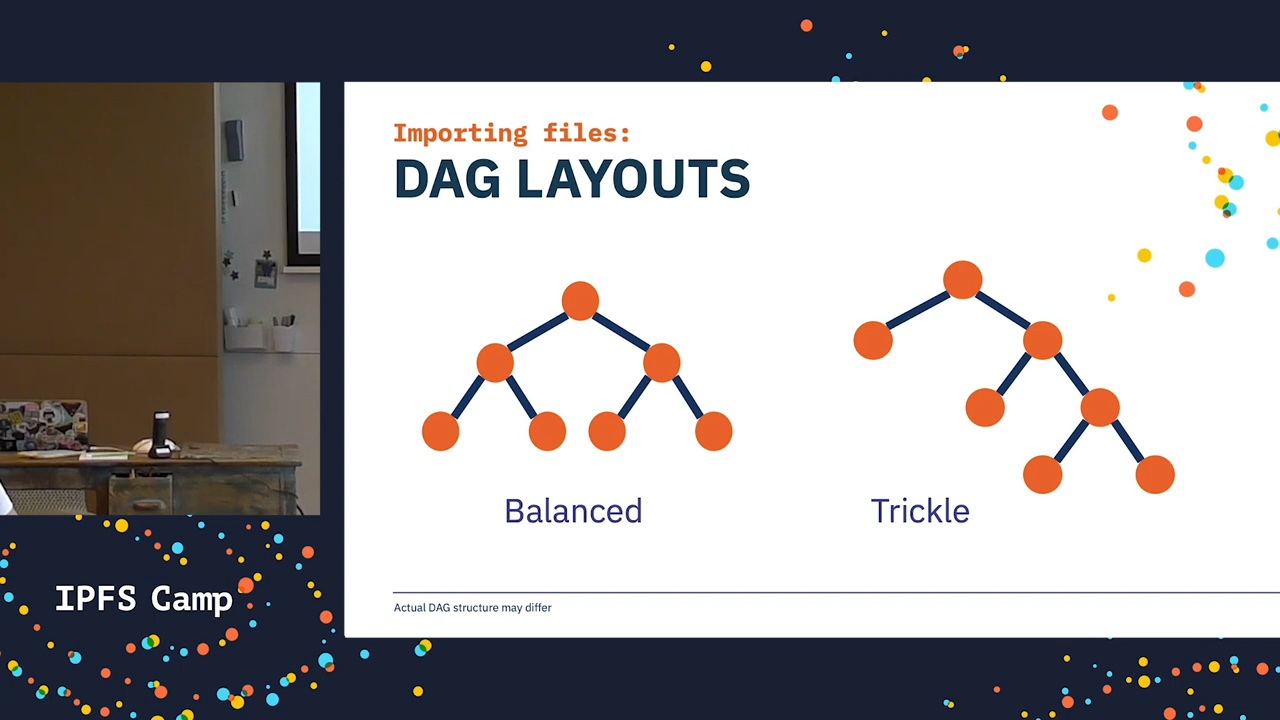 Importing files:
DAG LAYOUTS
Balanced
Trickle
Actual DAG structure may differ
IPFS Camp